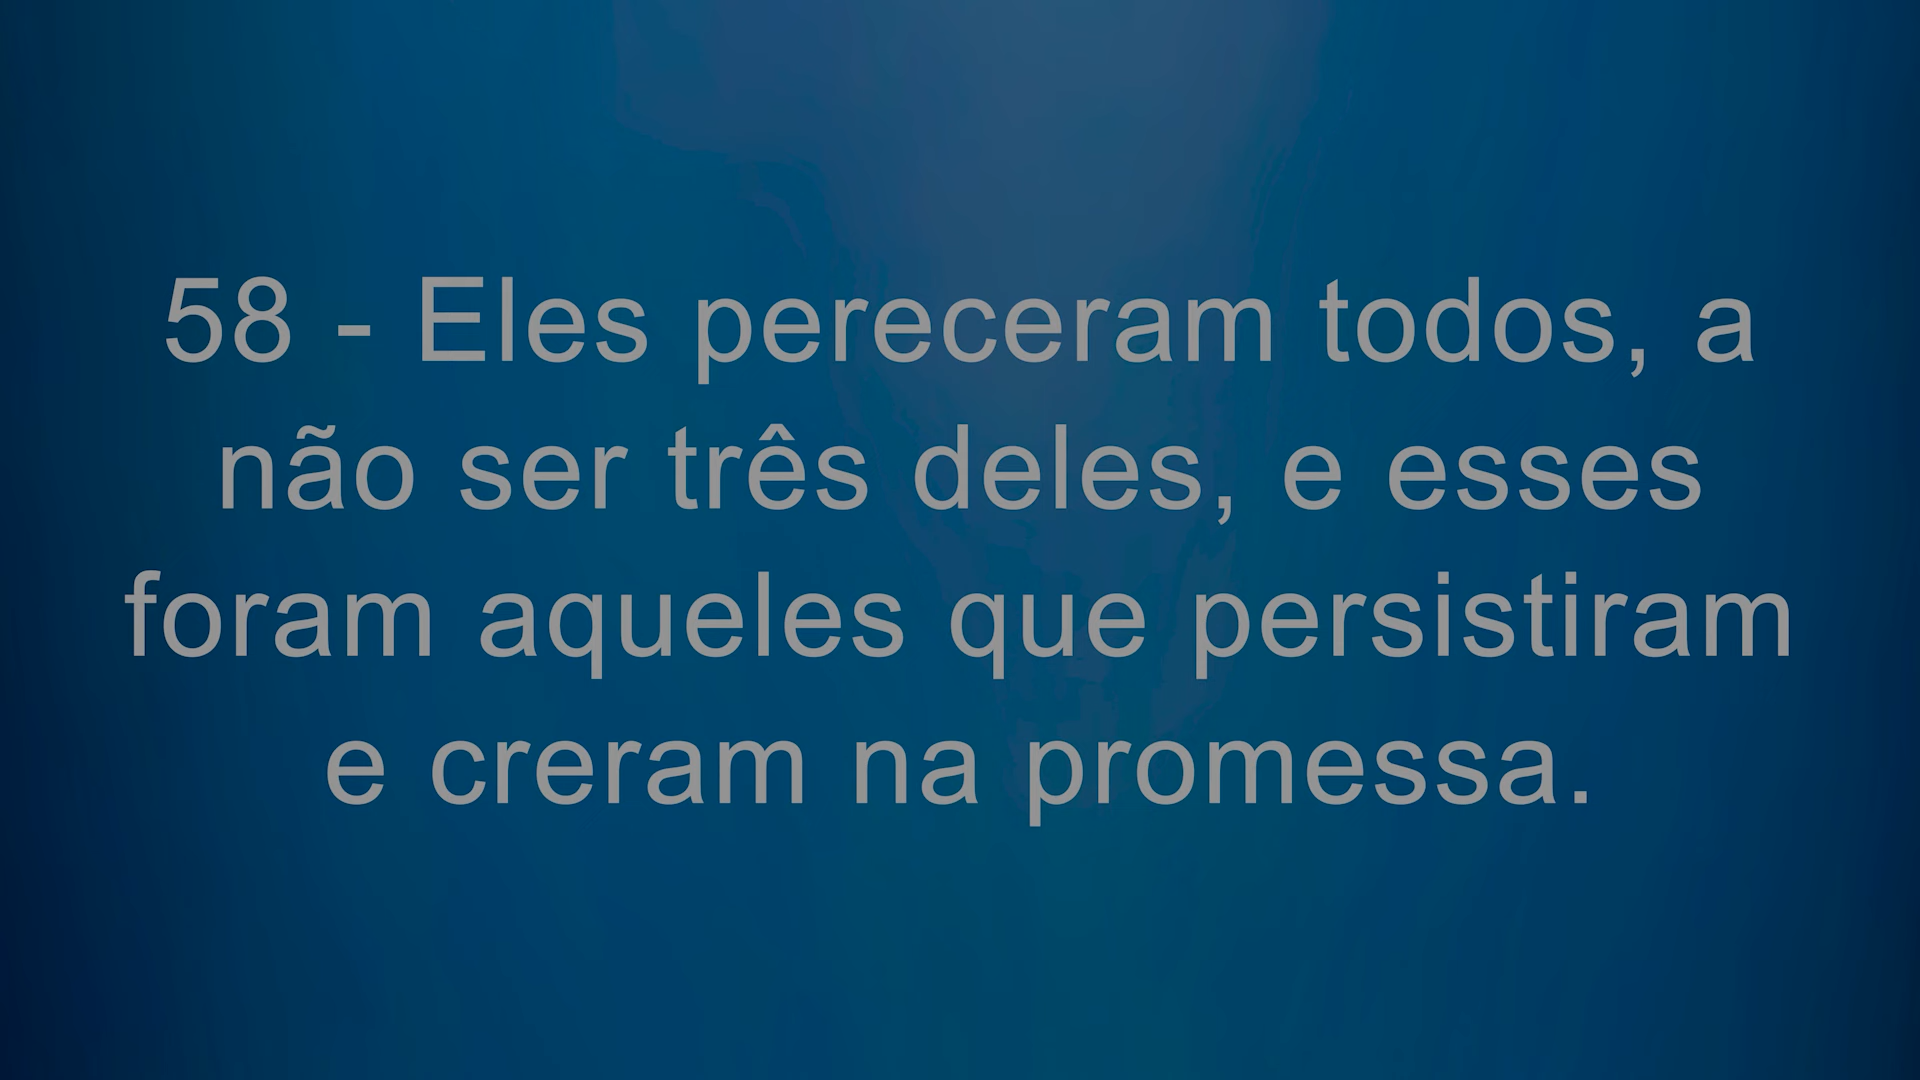 58 - Eles pereceram todos, a
não ser três deles, e esses
foram aqueles que persistiram
e creram na promessa.